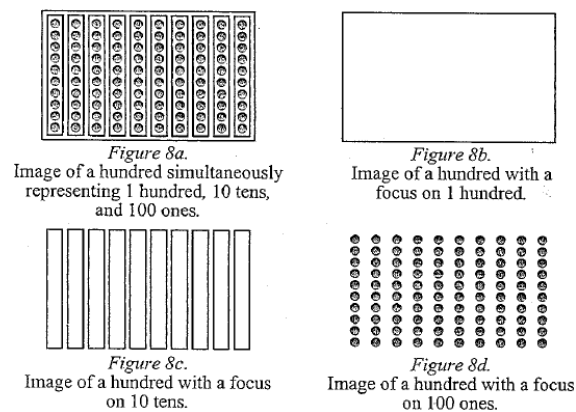 Figure 8a.
Image of a hundred simultaneously
representing 1 hundred, 10 tens,
and 100 ones.
Figure 8b.
Image of a hundred with a
focus on 1 hundred.
Figure 8c.
Image of a hundred with a focus
on 10 tens.
Figure 8d.
Image of a hundred with a focus
on 100 ones.